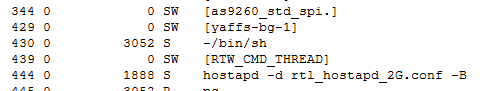 344 0 0 SW [as9260_std_spi.]
429 0 0 SW [yaffs-bg-1]
430 0 3052 S -/bin/sh
439 0 0 SW [RTW_CMD_THREAD]
444 0 1888 S hostapd -d rtl_hostapd_2G.conf -B